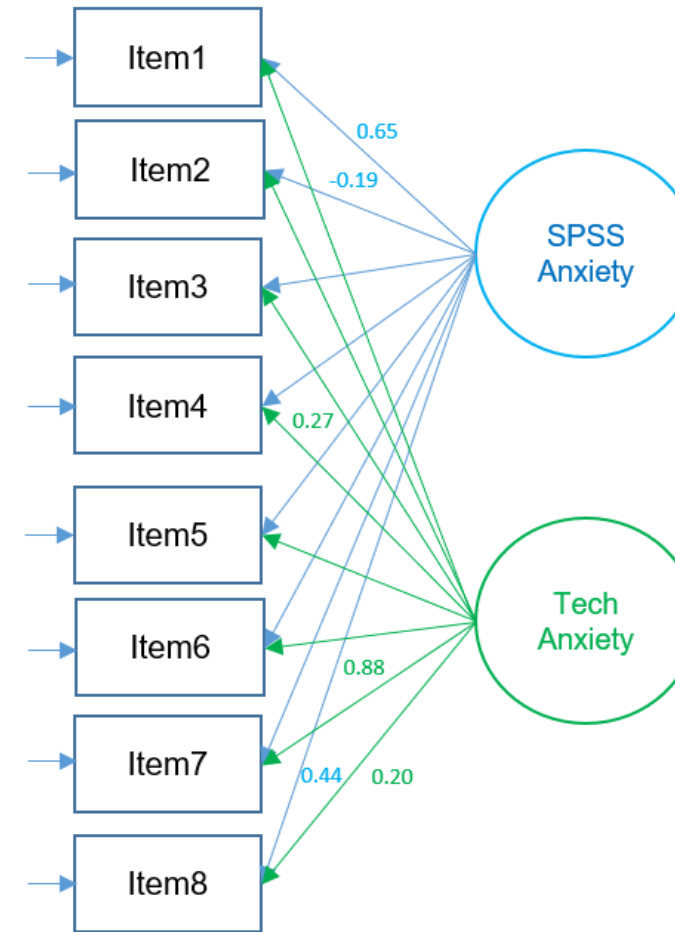 Item1
0.65
Item2
-0.19
SPSS
Anxiety
Item3
Item4
0.27
Item5
Tech
Anxiety
Item6
0.88
Item7
0.44
0.20
Item8